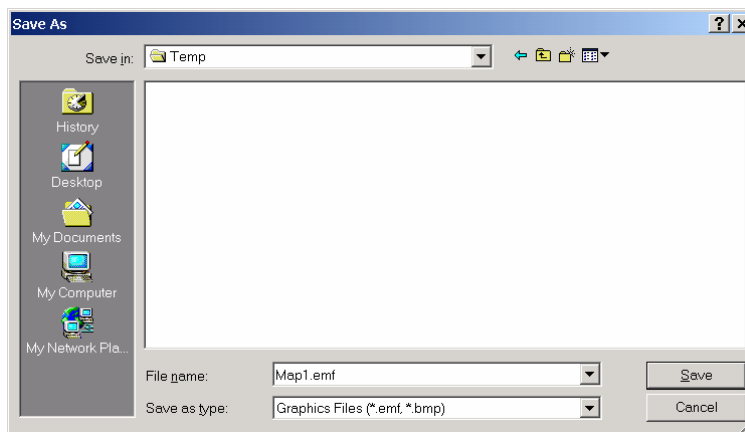 Save As
Save in: Temp
History
Desktop
My Documents
My Computer
My Network Pla...
File name: Map1.emf
Save
Save as type: Graphics Files (*.emf, *.bmp)
Cancel